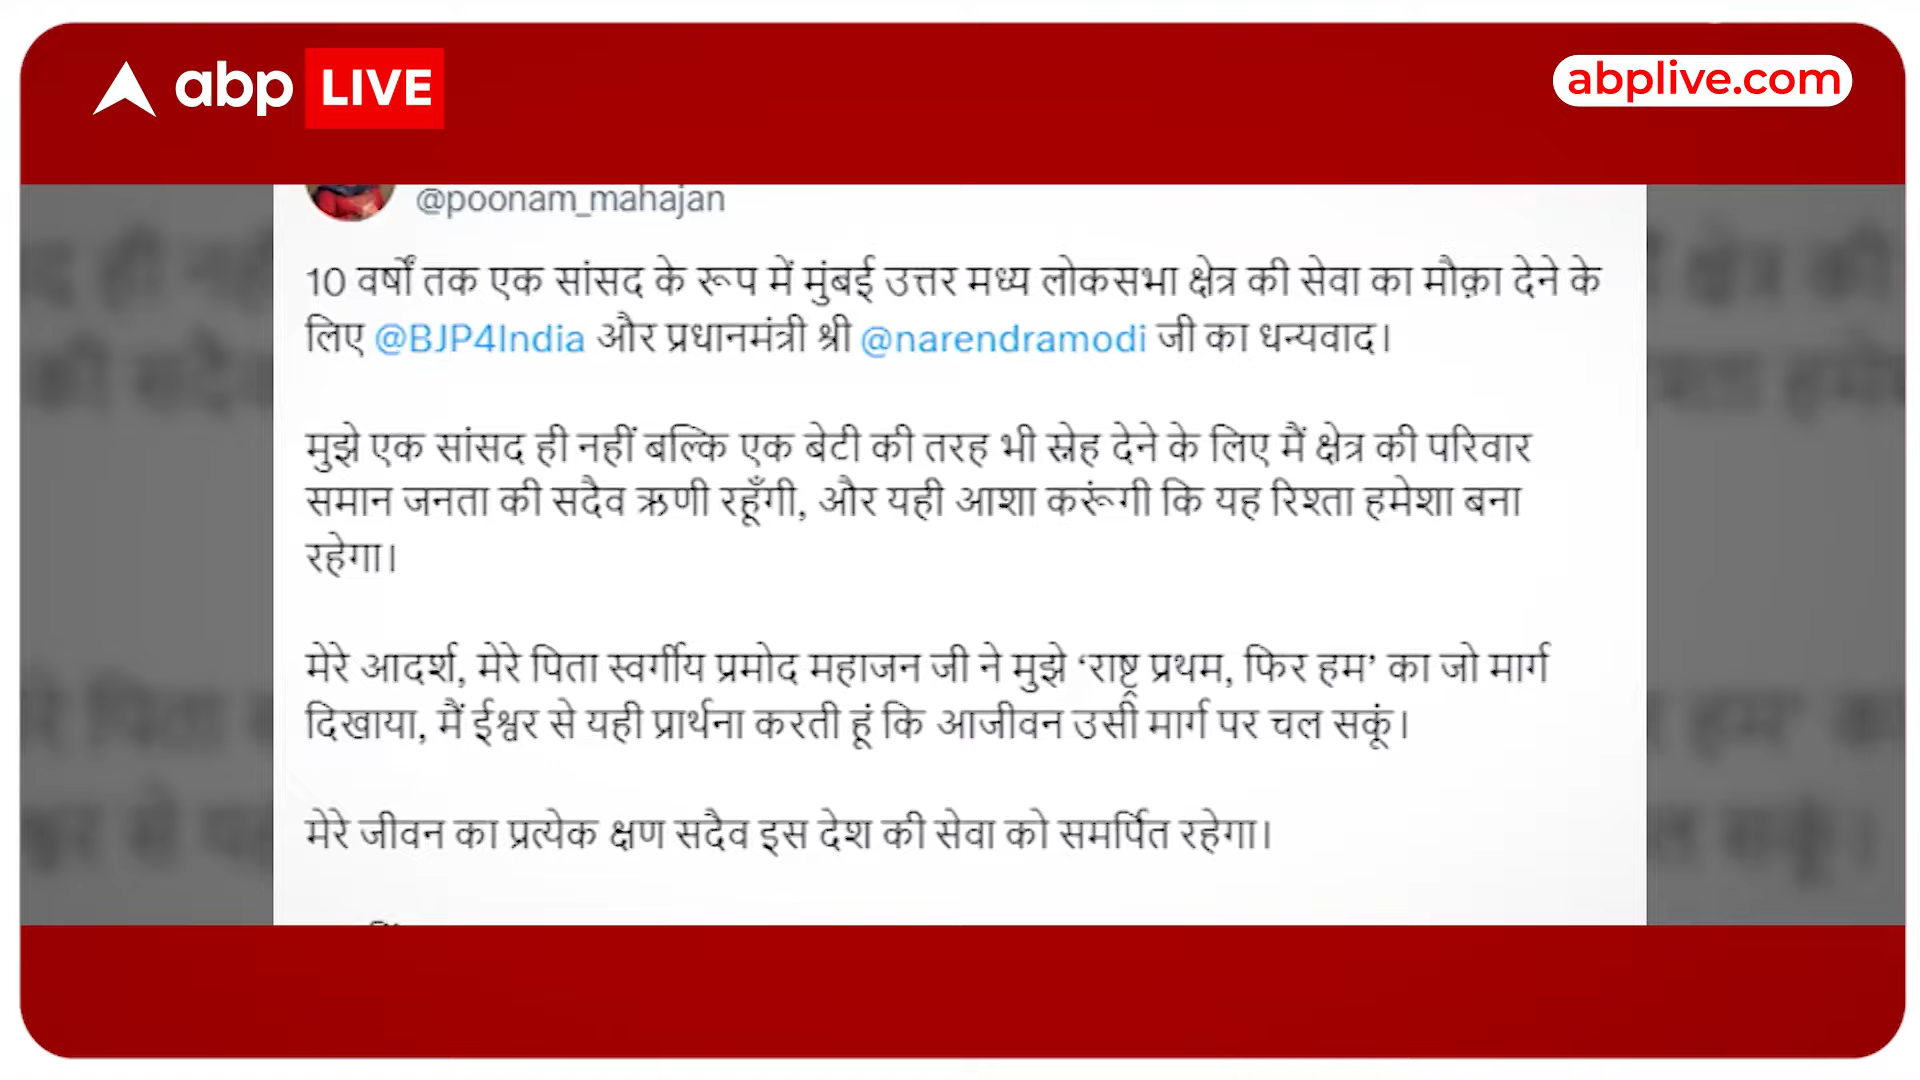 abp LIVE
abplive.com
@poonam_mahajan
10 वर्षों तक एक सांसद के रूप में मुंबई उत्तर मध्य लोकसभा क्षेत्र की सेवा का मौक़ा देने के
लिए @BJP4India और प्रधानमंत्री श्री @narendramodi जी का धन्यवाद।
मुझे एक सांसद ही नहीं बल्कि एक बेटी की तरह भी स्नेह देने के लिए मैं क्षेत्र की परिवार
समान जनता की सदैव ऋणी रहूँगी, और यही आशा करूंगी कि यह रिश्ता हमेशा बना
रहेगा।
मेरे आदर्श, मेरे पिता स्वर्गीय प्रमोद महाजन जी ने मुझे ‘राष्ट्र प्रथम, फिर हम’ का जो मार्ग
दिखाया, मैं ईश्वर से यही प्रार्थना करती हूं कि आजीवन उसी मार्ग पर चल सकूं।
मेरे जीवन का प्रत्येक क्षण सदैव इस देश की सेवा को समर्पित रहेगा।